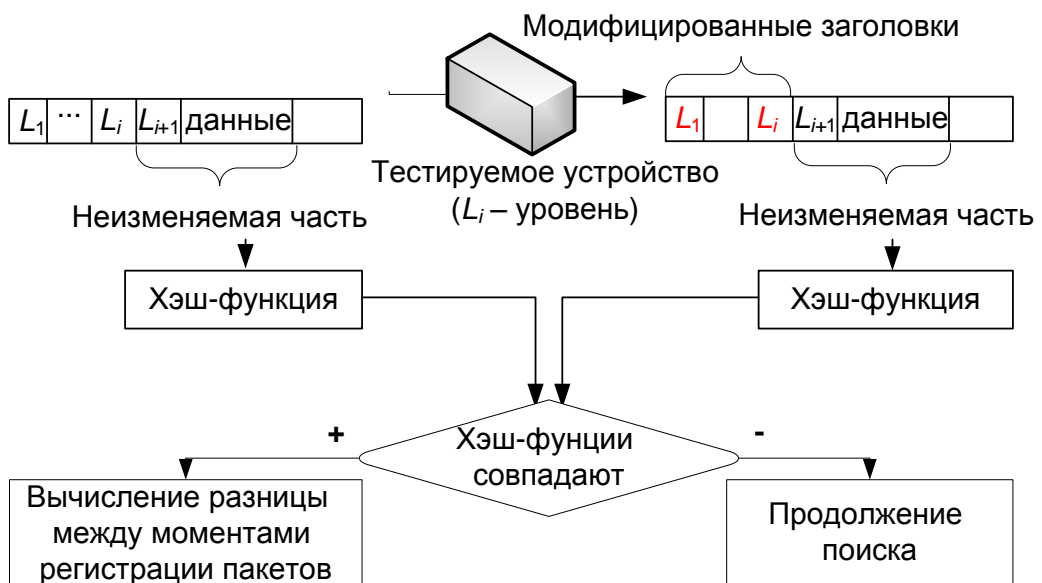 Модифицированные заголовки
L1 ... Li Li+1 данные
L1 Li Li+1 данные
Тестируемое устройство
(Li – уровень)
Неизменяемая часть
Неизменяемая часть
Хэш-функция
Хэш-функция
+
Хэш-фунции
совпадают
-
Вычисление разницы
между моментами
регистрации пакетов
Продолжение
поиска